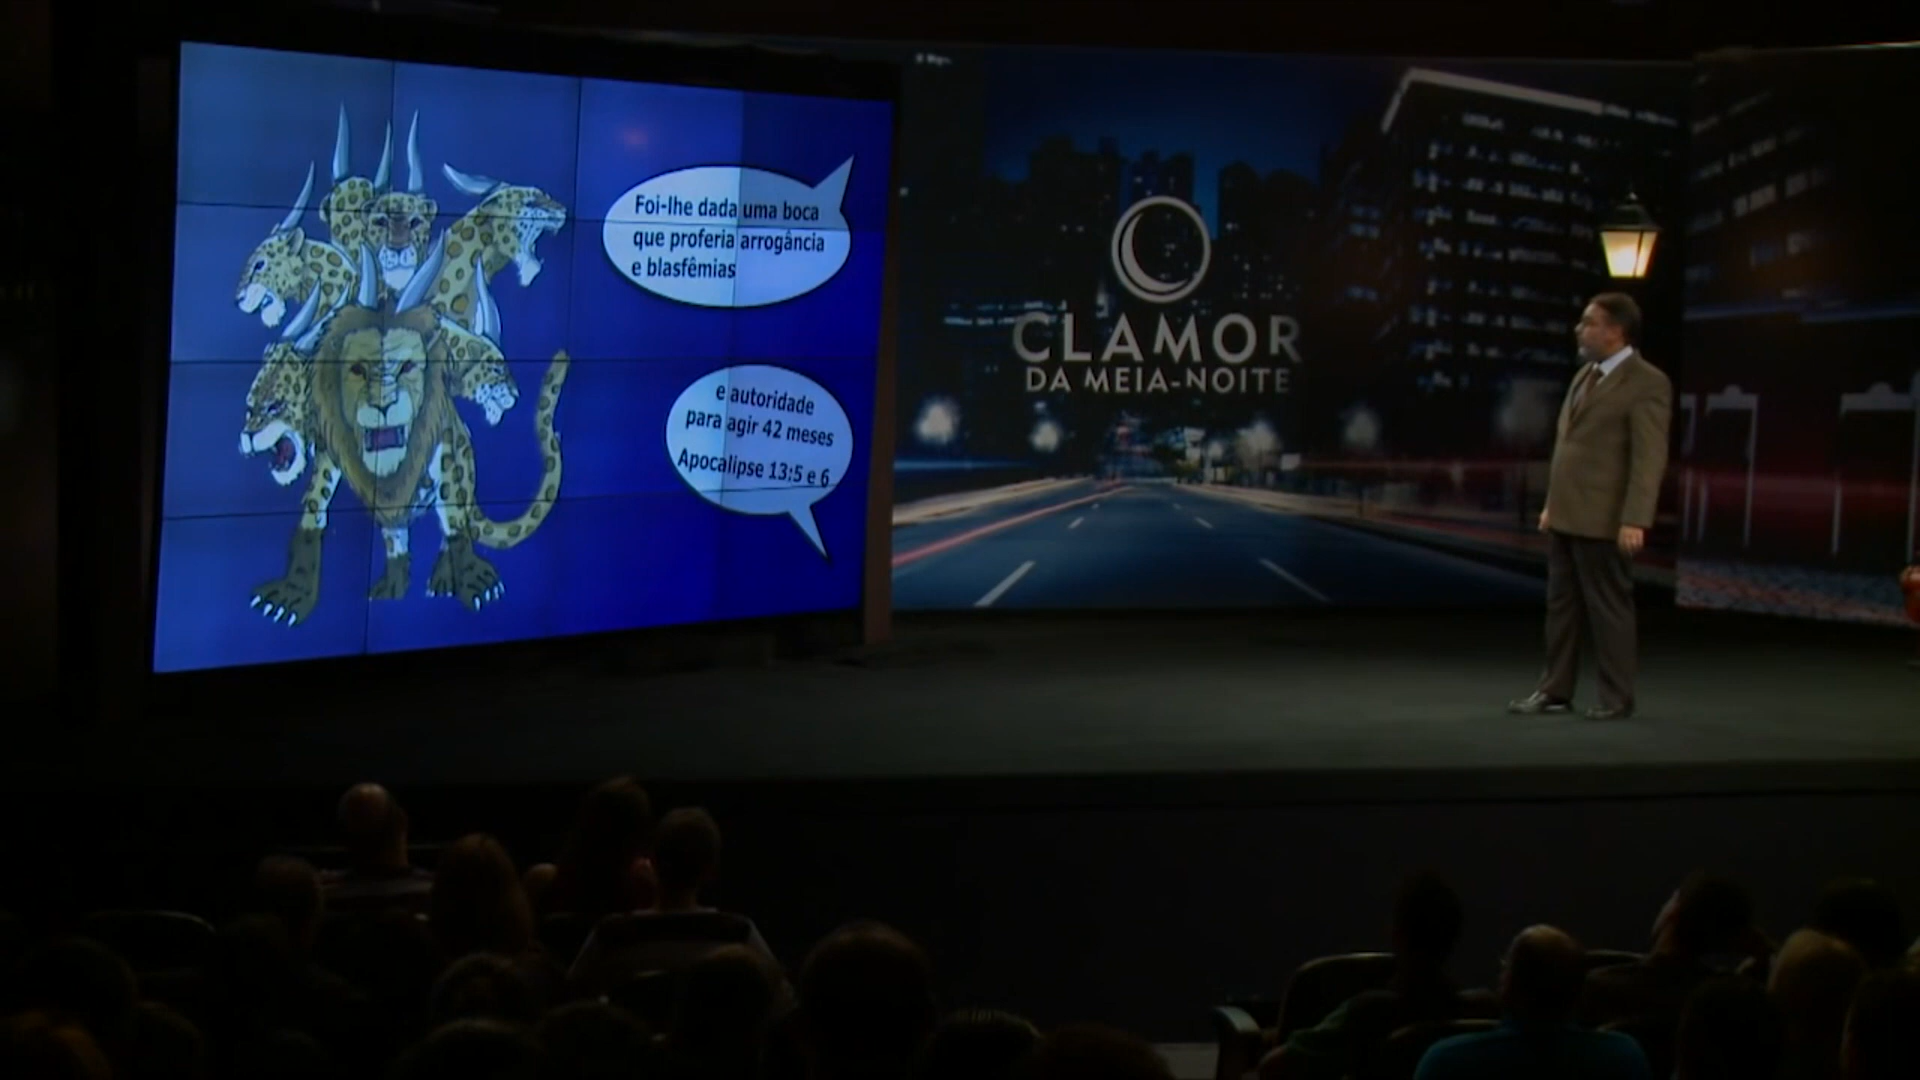 Foi-lhe dada uma boca
que proferia arrogância
e blasfêmias
e autoridade
para agir 42 meses
Apocalipse 13:5 e 6
CLAMOR
DA MEIA-NOITE